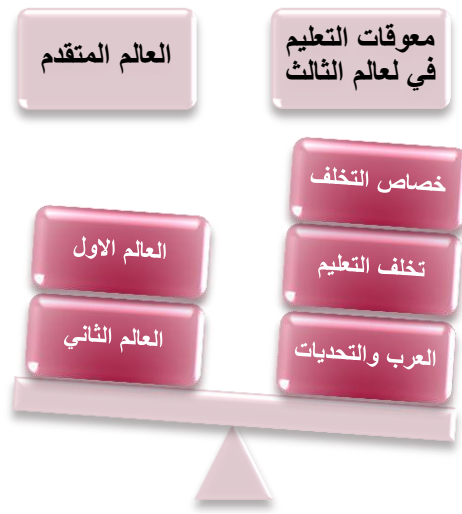 معوقات التعليم
في لعالم الثالث
خصاص التخلف
تخلف التعليم
العرب والتحديات
العالم المتقدم
العالم الاول
العالم الثاني